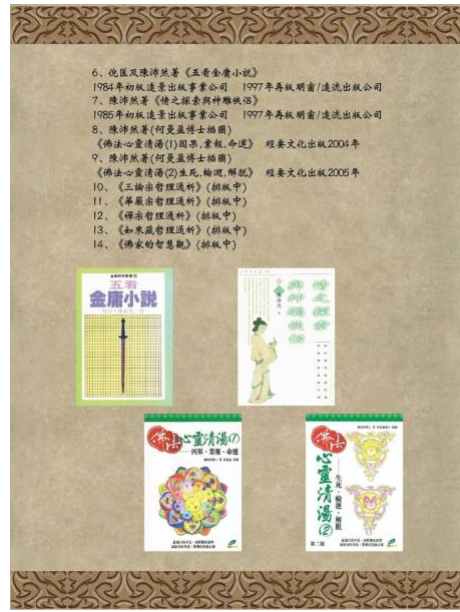 6、倪匡及陳沛然著《五看金庸小說》
1984年初版遠景出版事業公司 1997年再版明窗/遠流出版公司
7、陳沛然著《情之探索與神鵰俠侶》
1985年初版遠景出版事業公司 1997年再版明窗/遠流出版公司
8、陳沛然著(何曼盈博士插圖)
《佛法心靈清湯(1)因果,業報,命運》 經要文化出版2004年
9、陳沛然著(何曼盈博士插圖)
《佛法心靈清湯(2)生死,輪迴,解脫》 經要文化出版2005年
10、《三論宗哲理通析》(排版中)
11、《華嚴宗哲理通析》(排版中)
12、《禪宗哲理通析》(排版中)
13、《如來藏哲理通析》(排版中)
14、《佛家的智慧觀》(排版中)
五看
金庸小説
情之探索
與神鵰俠侶
佛法心靈清湯①
因果·業報·命運
佛法心靈清湯②
生死·輪迴·解脫
第二版